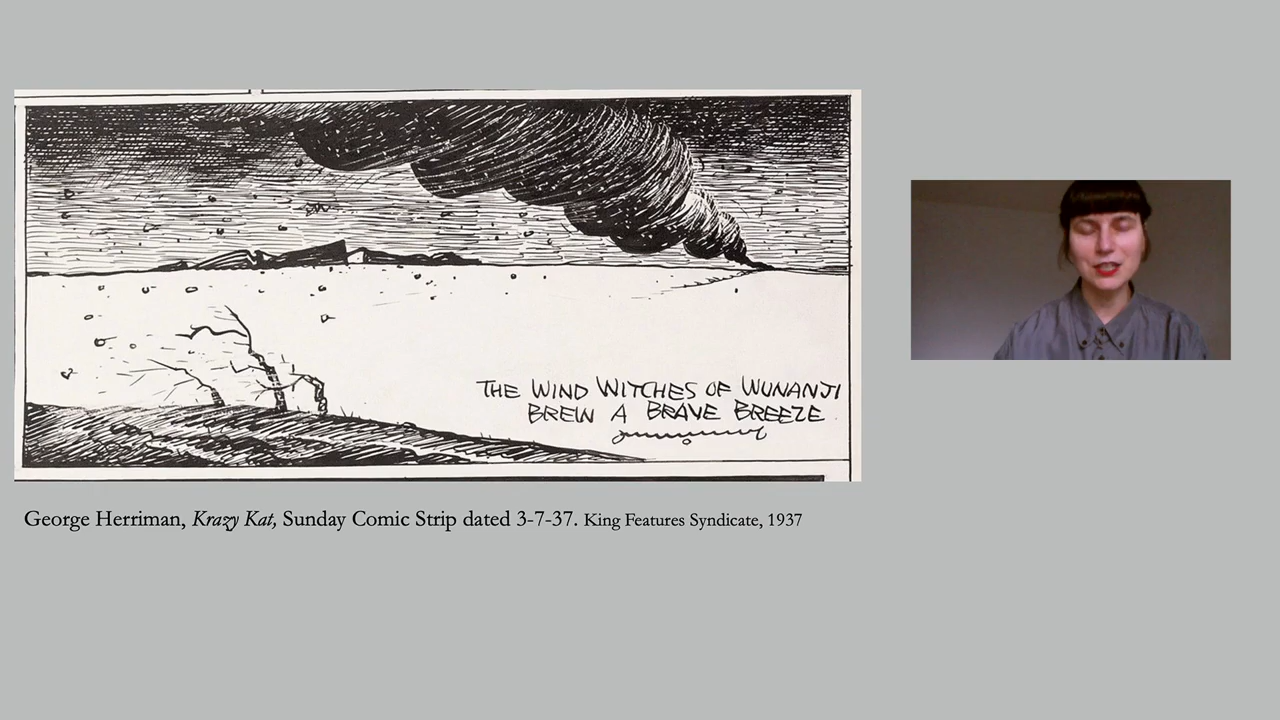 THE WIND WITCHES OF WUNANJI
BREW A BRAVE BREEZE
George Herriman, Krazy Kat, Sunday Comic Strip dated 3-7-37. King Features Syndicate, 1937